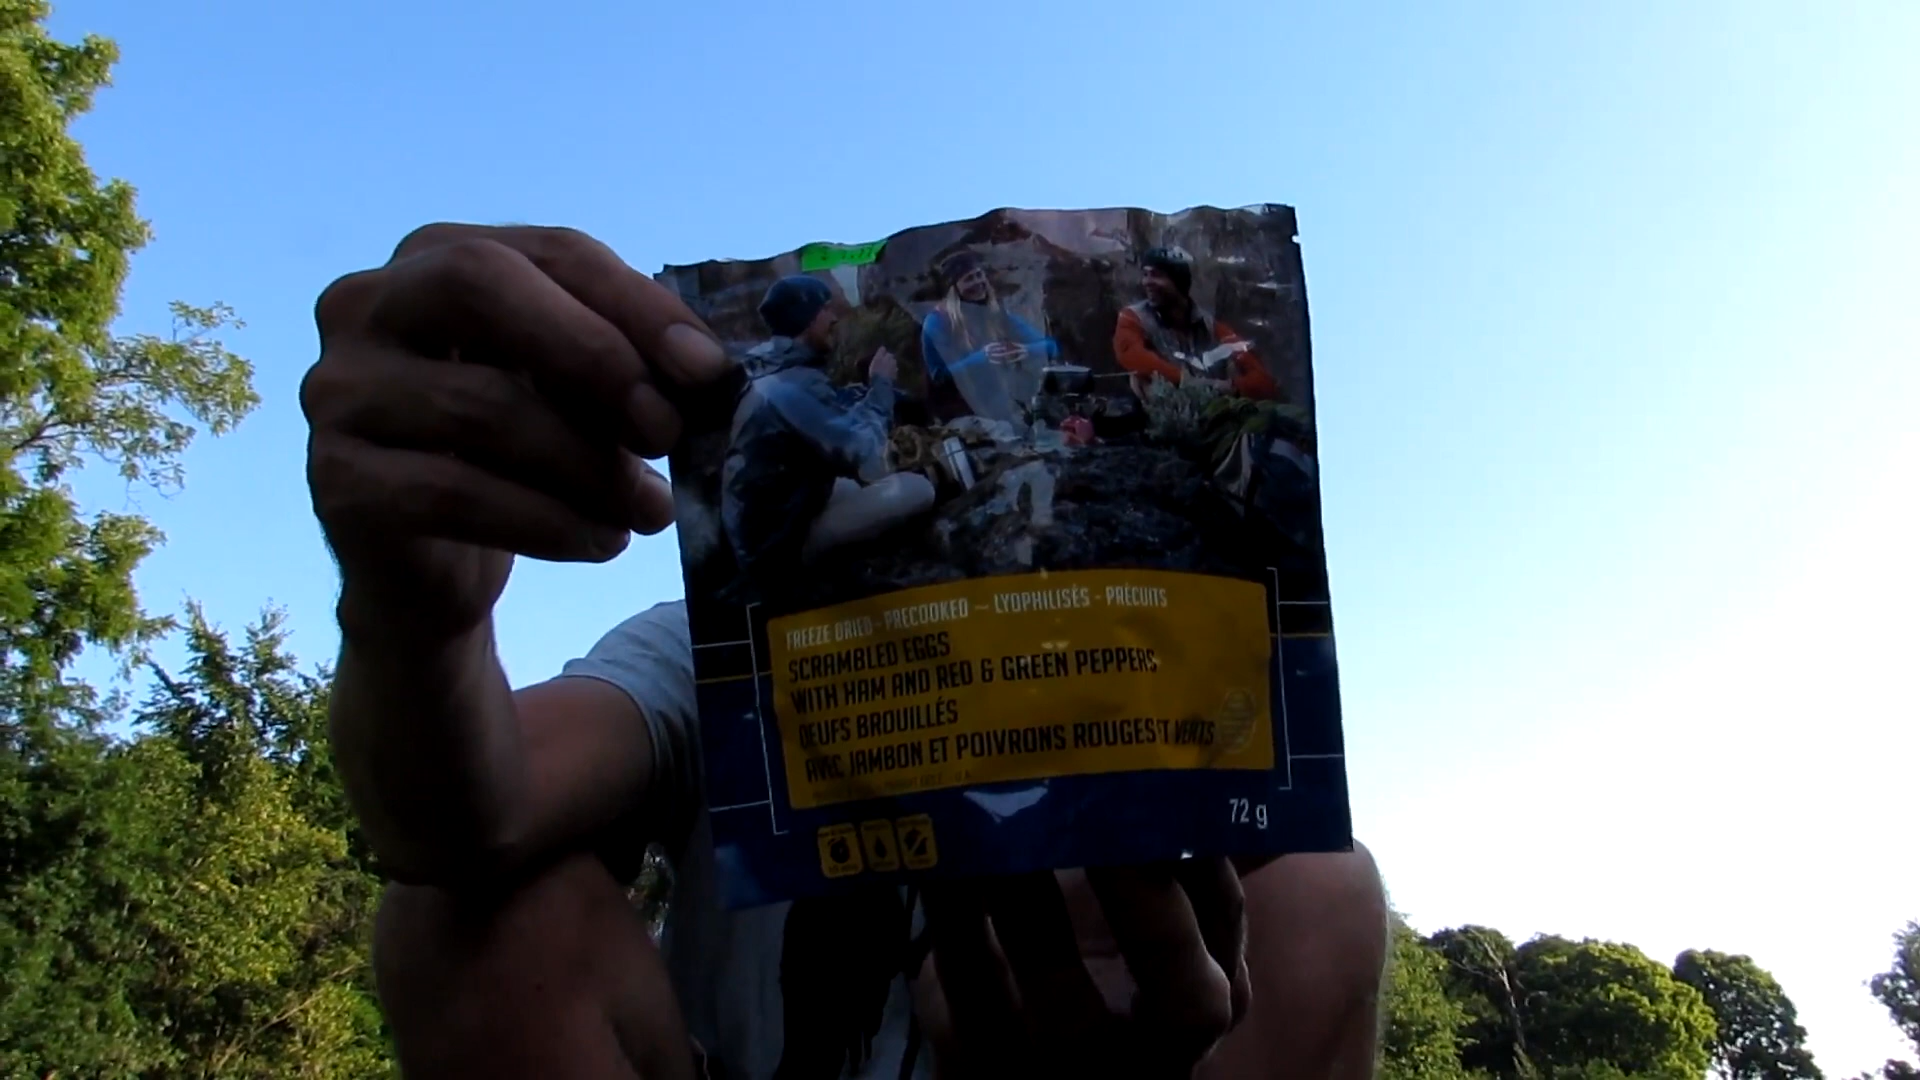 FREEZE DRIED - PRECOOKED — LYOPHILISÉS - PRÉCUITS
SCRAMBLED EGGS
WITH HAM AND RED & GREEN PEPPERS
OEUFS BROUILLÉS
AVEC JAMBON ET POIVRONS ROUGES ET VERTS
72 g